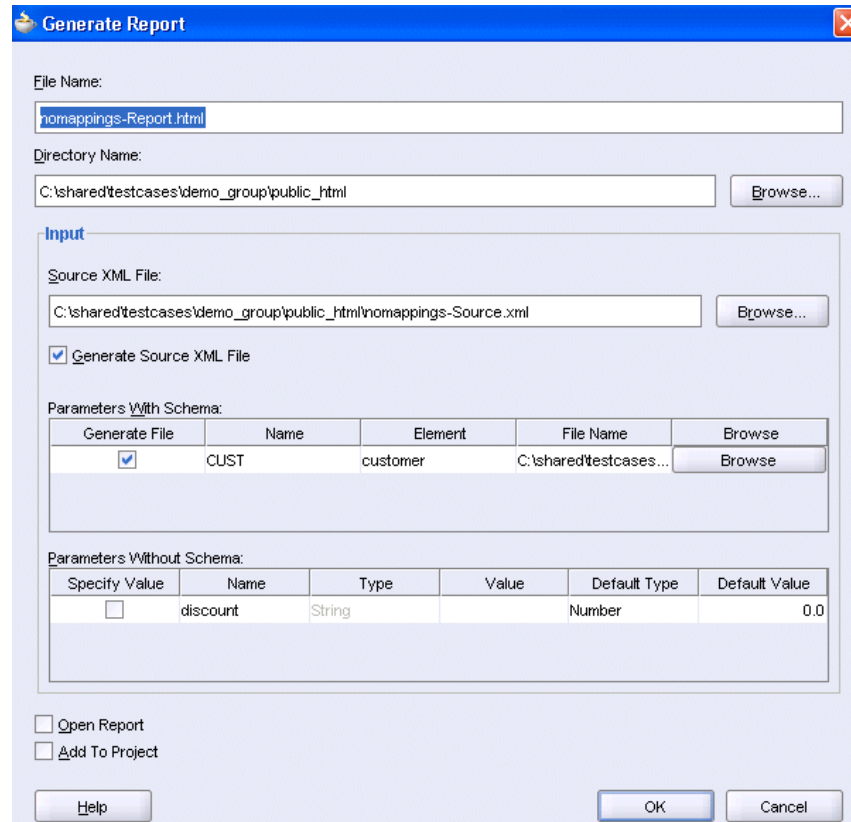 Generate Report
File Name:
nomappings-Report.html
Directory Name:
C:\shared\testcases\demo_group\public_html
Browse...
Input
Source XML File:
C:\shared\testcases\demo_group\public_html\nomappings-Source.xml
Browse...
Generate Source XML File
Parameters With Schema:
Generate File Name Element File Name Browse
CUST customer C:\shared\testcases... Browse
Parameters Without Schema:
Specify Value Name Type Value Default Type Default Value
discount String Number 0.0
Open Report
Add To Project
Help OK Cancel